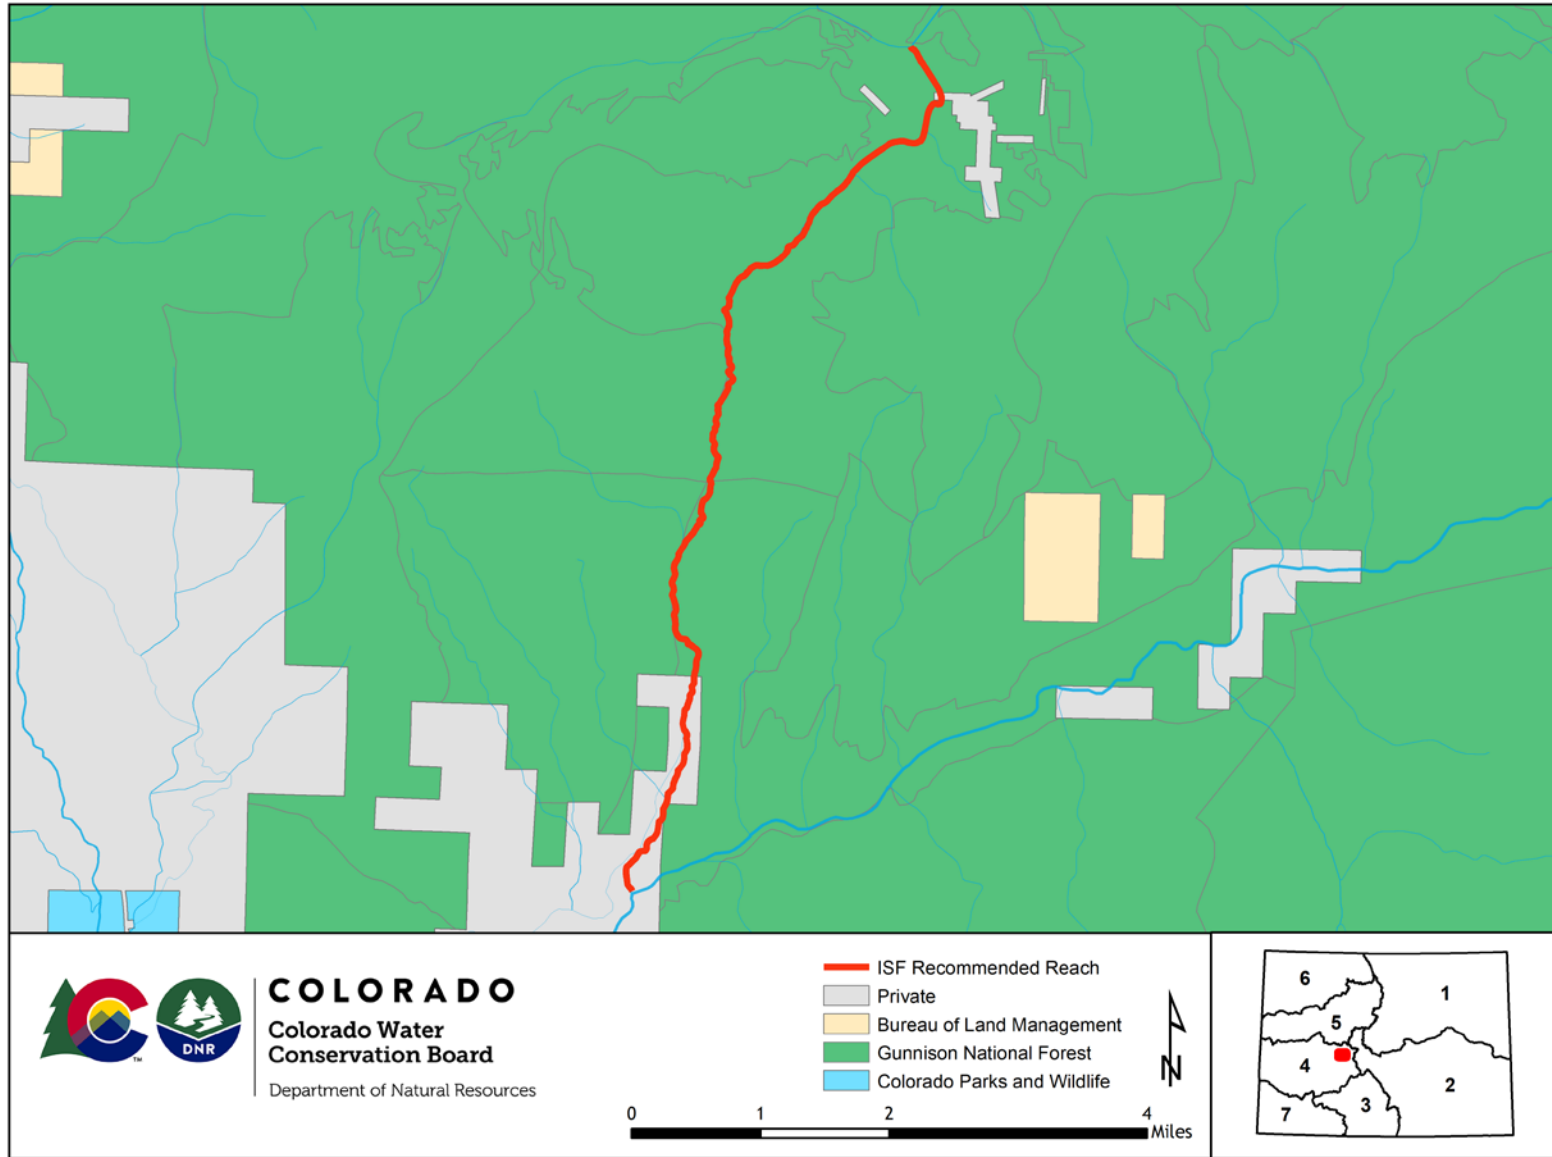 COLORADO
Colorado Water
Conservation Board
Department of Natural Resources
TM
DNR
ISF Recommended Reach
Private
Bureau of Land Management
Gunnison National Forest
Colorado Parks and Wildlife
N
0 1 2 4
Miles
6
1
5
4
2
3
7